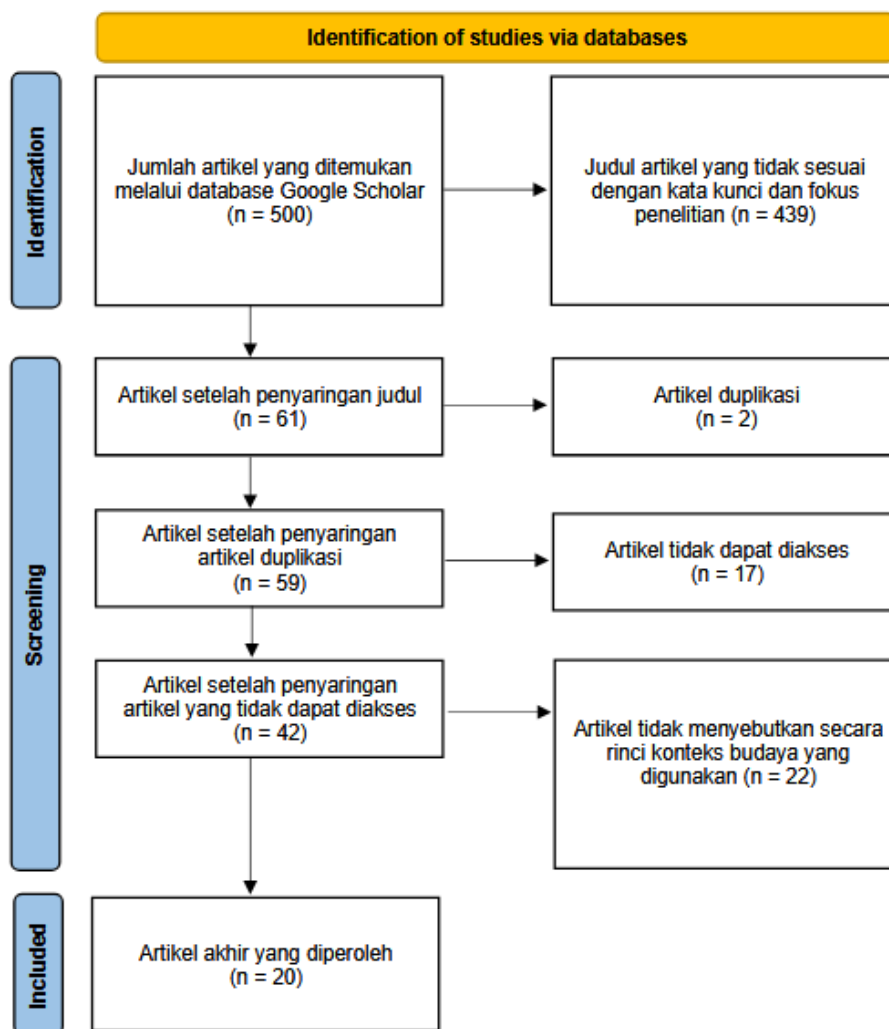 Identification of studies via databases
Identification
Jumlah artikel yang ditemukan
melalui database Google Scholar
(n = 500)
Judul artikel yang tidak sesuai
dengan kata kunci dan fokus
penelitian (n = 439)
Screening
Artikel setelah penyaringan judul
(n = 61)
Artikel duplikasi
(n = 2)
Artikel setelah penyaringan
artikel duplikasi
(n = 59)
Artikel tidak dapat diakses
(n = 17)
Artikel setelah penyaringan
artikel yang tidak dapat diakses
(n = 42)
Artikel tidak menyebutkan secara
rinci konteks budaya yang
digunakan (n = 22)
Included
Artikel akhir yang diperoleh
(n = 20)